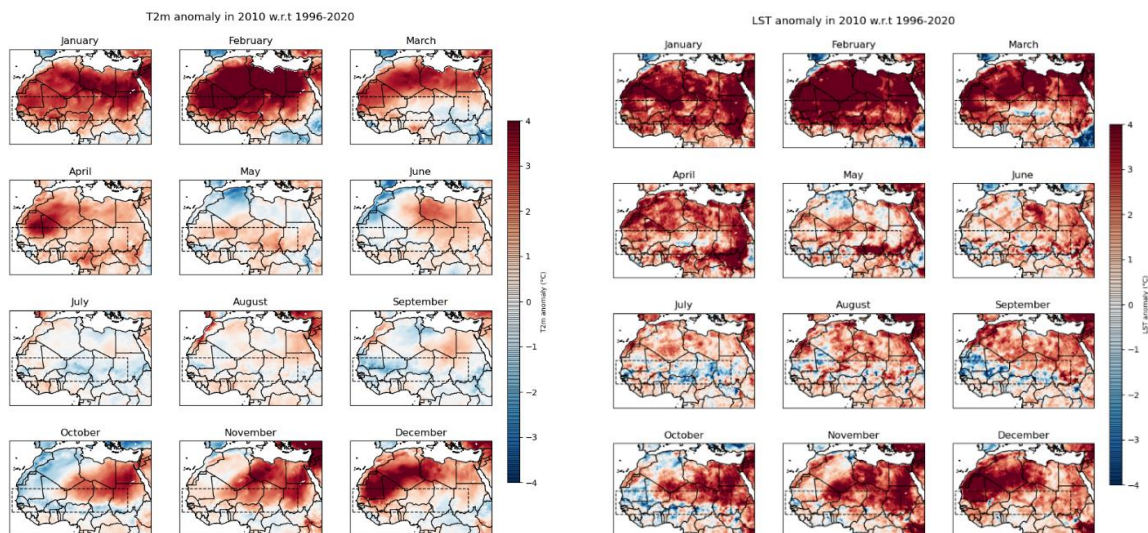 T2m anomaly in 2010 w.r.t 1996-2020
January
February
March
April
May
June
July
August
September
October
November
December
4
3
2
1
0
−1
−2
−3
−4
T2m anomaly (°C)
LST anomaly in 2010 w.r.t 1996-2020
January
February
March
April
May
June
July
August
September
October
November
December
4
3
2
1
0
−1
−2
−3
−4
LST anomaly (°C)